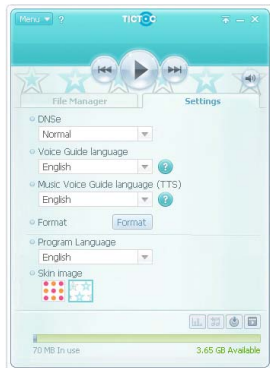 Menu ? TICTOC
File Manager Settings
DNSe
Normal
Voice Guide language
English ?
Music Voice Guide language (TTS)
English ?
Format Format
Program Language
English
Skin image
70 MB In use 3.65 GB Available